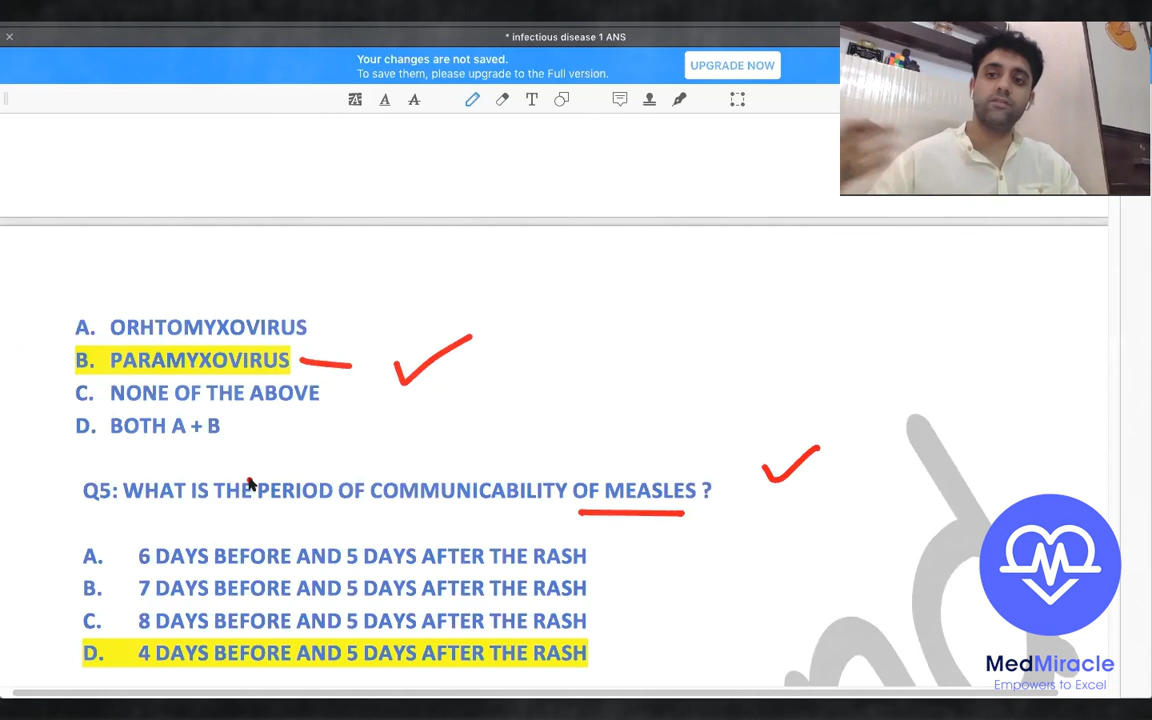 * infectious disease 1 ANS
Your changes are not saved.
To save them, please upgrade to the Full version.
UPGRADE NOW
A. ORHTOMYXOVIRUS
B. PARAMYXOVIRUS
C. NONE OF THE ABOVE
D. BOTH A + B
Q5: WHAT IS THE PERIOD OF COMMUNICABILITY OF MEASLES ?
A. 6 DAYS BEFORE AND 5 DAYS AFTER THE RASH
B. 7 DAYS BEFORE AND 5 DAYS AFTER THE RASH
C. 8 DAYS BEFORE AND 5 DAYS AFTER THE RASH
D. 4 DAYS BEFORE AND 5 DAYS AFTER THE RASH
MedMiracle
Empowers to Excel